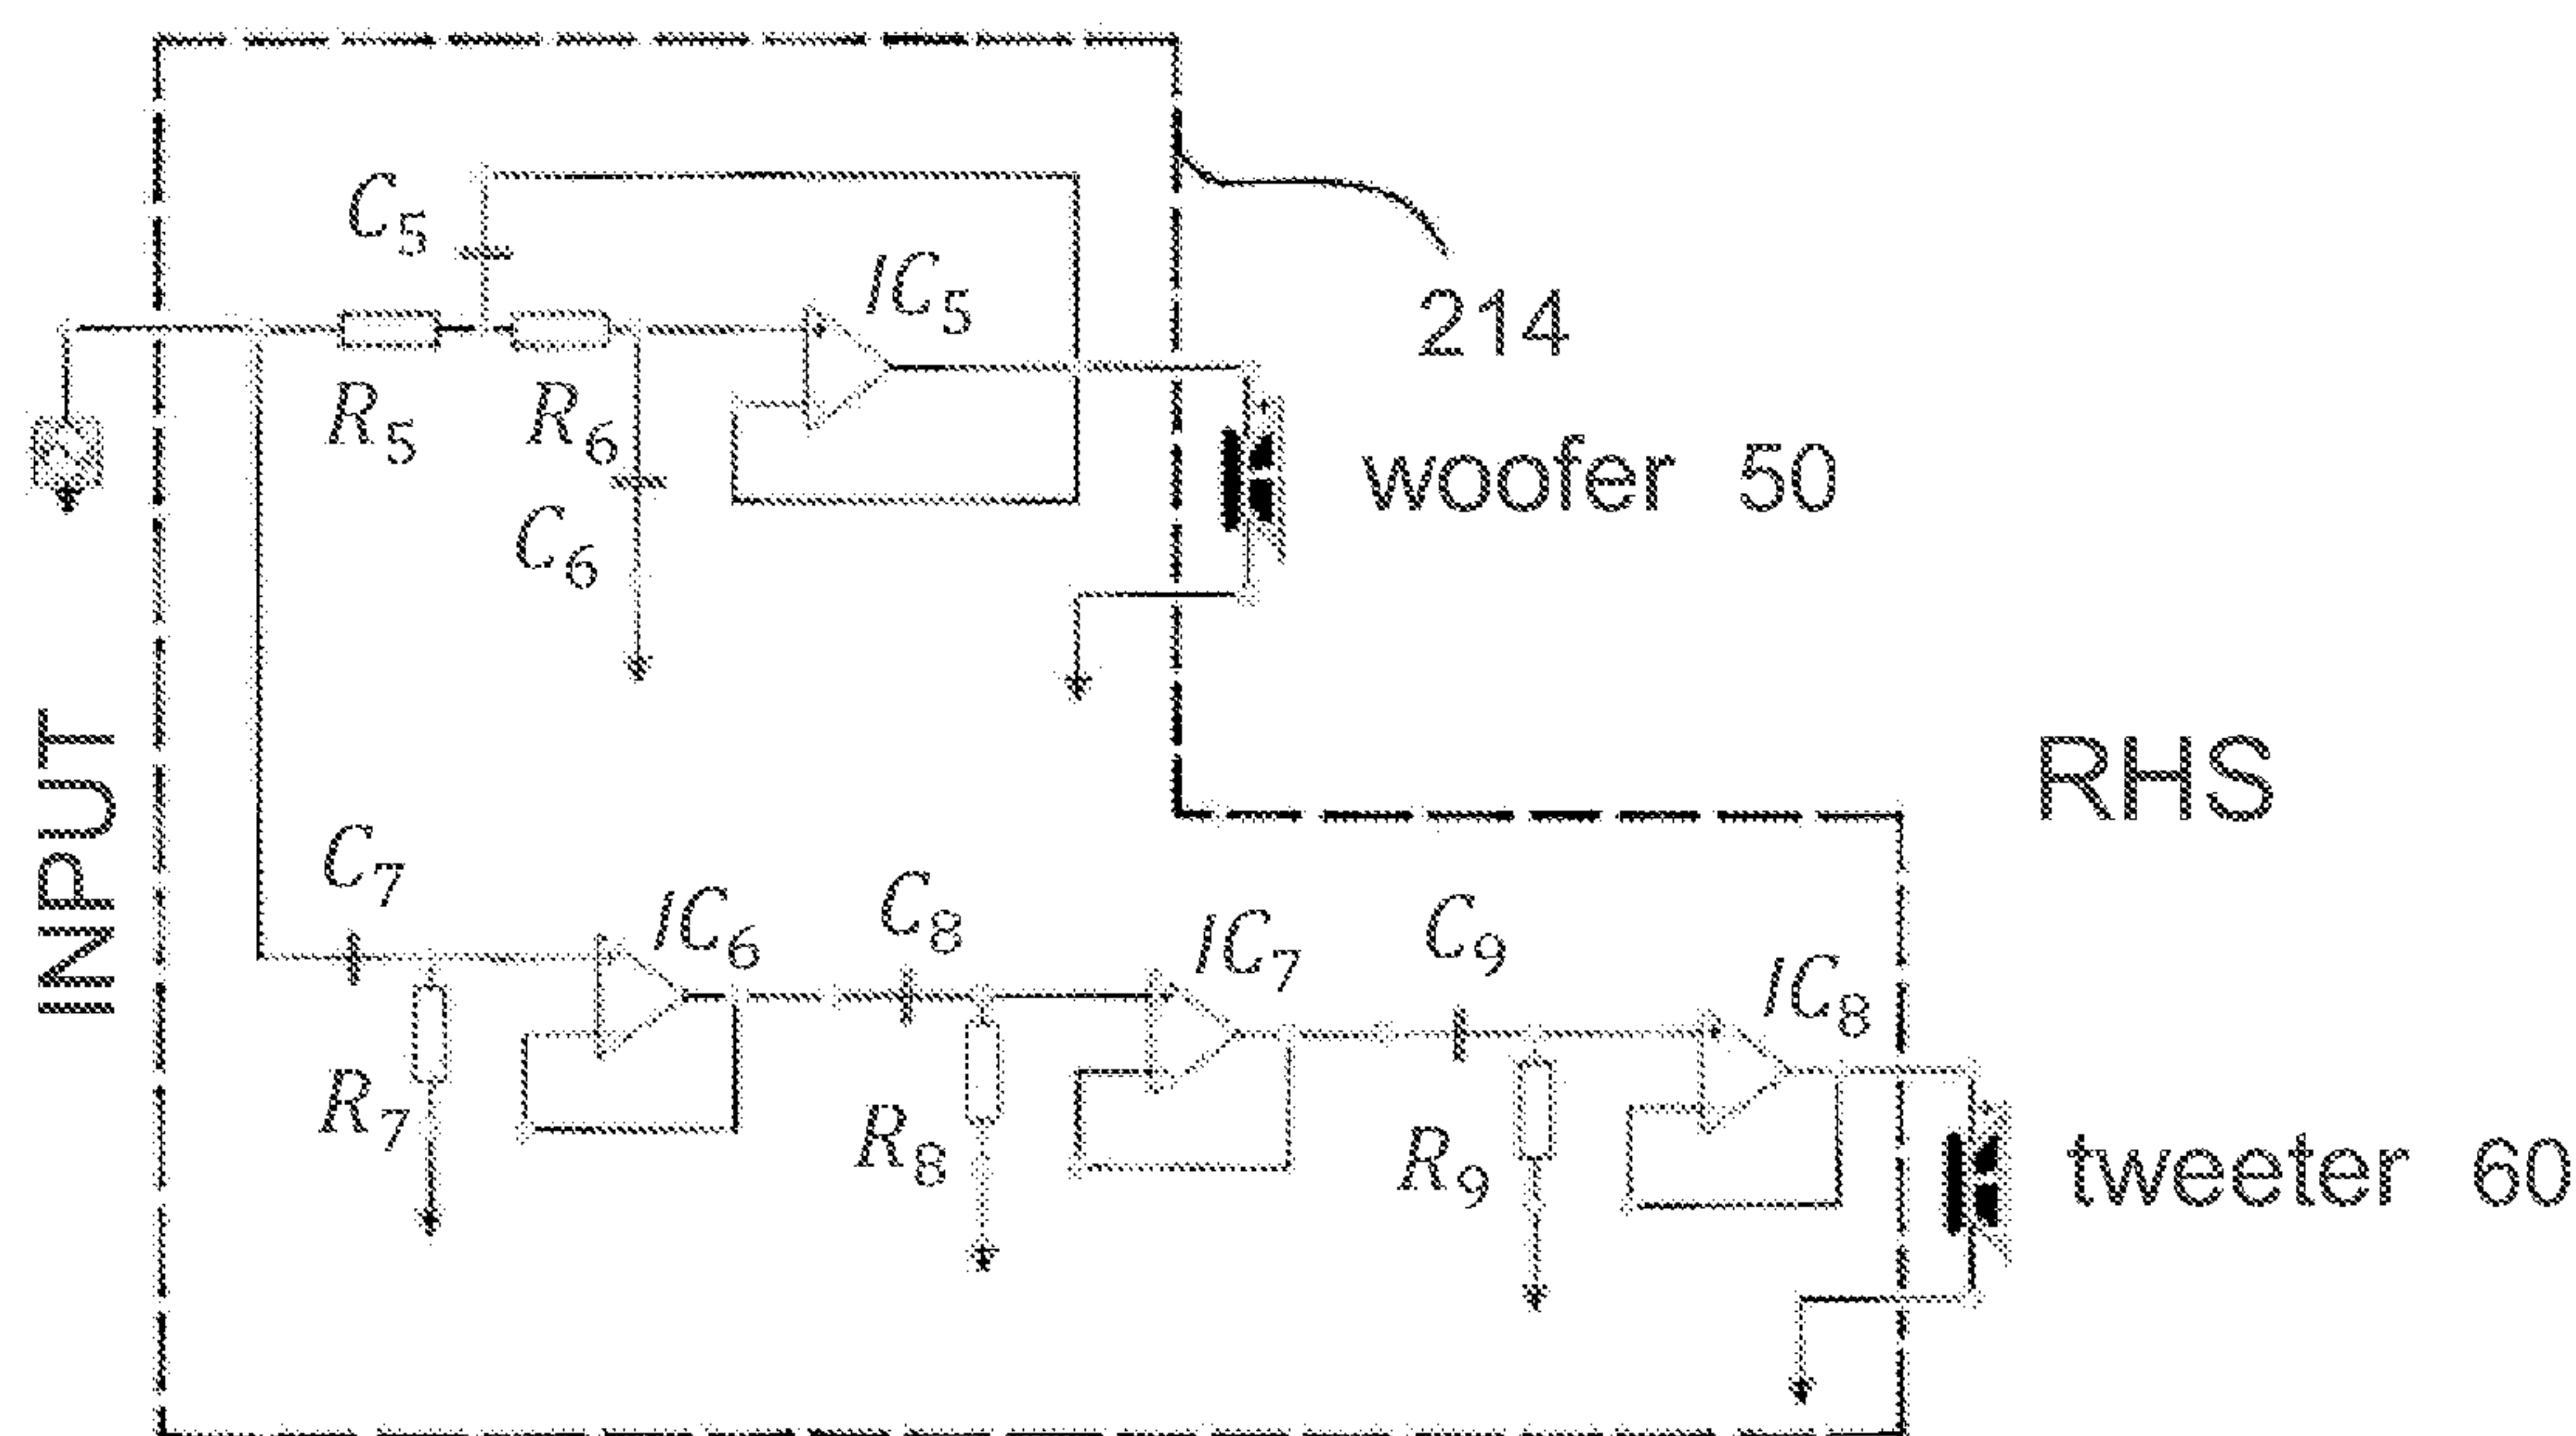 C5
IC5
214
R5
R6
woofer 50
C6
INPUT
RHS
C7
IC6
C8
IC7
C9
IC8
R7
R8
R9
tweeter 60